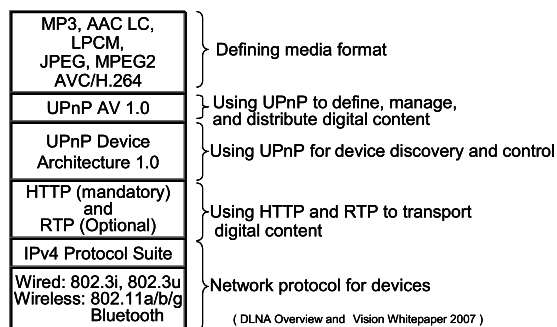 MP3, AAC LC,
LPCM,
JPEG, MPEG2
AVC/H.264
Defining media format
UPnP AV 1.0
Using UPnP to define, manage,
and distribute digital content
UPnP Device
Architecture 1.0
Using UPnP for device discovery and control
HTTP (mandatory)
and
RTP (Optional)
Using HTTP and RTP to transport
digital content
IPv4 Protocol Suite
Wired: 802.3i, 802.3u
Wireless: 802.11a/b/g
Bluetooth
Network protocol for devices
( DLNA Overview and Vision Whitepaper 2007 )